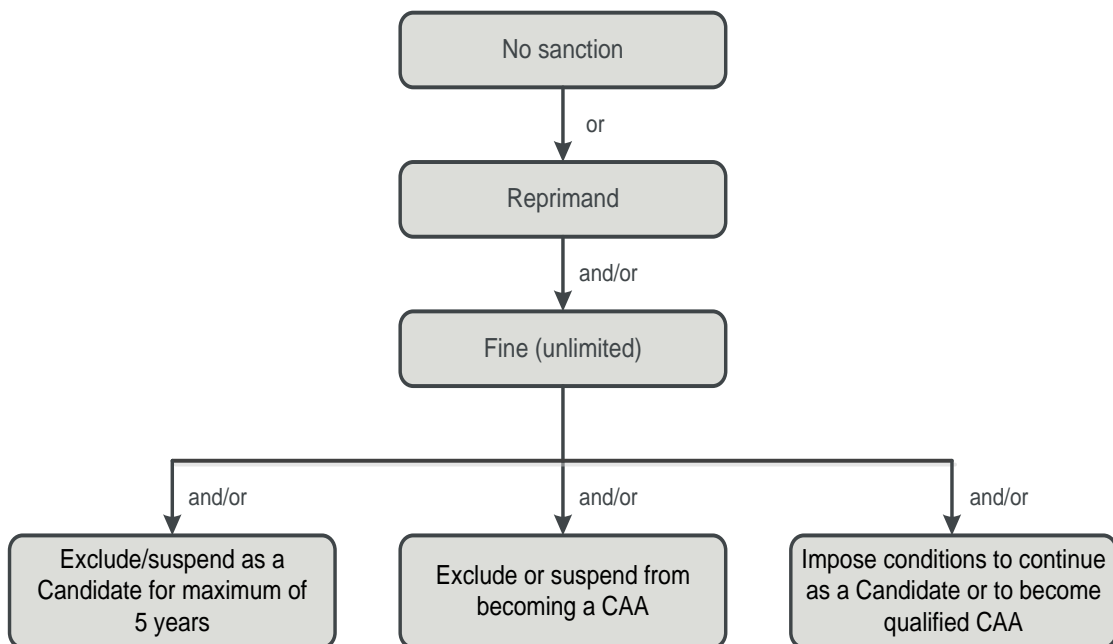 No sanction
or
Reprimand
and/or
Fine (unlimited)
and/or
and/or
and/or
Exclude/suspend as a
Candidate for maximum of
5 years
Exclude or suspend from
becoming a CAA
Impose conditions to continue
as a Candidate or to become
qualified CAA